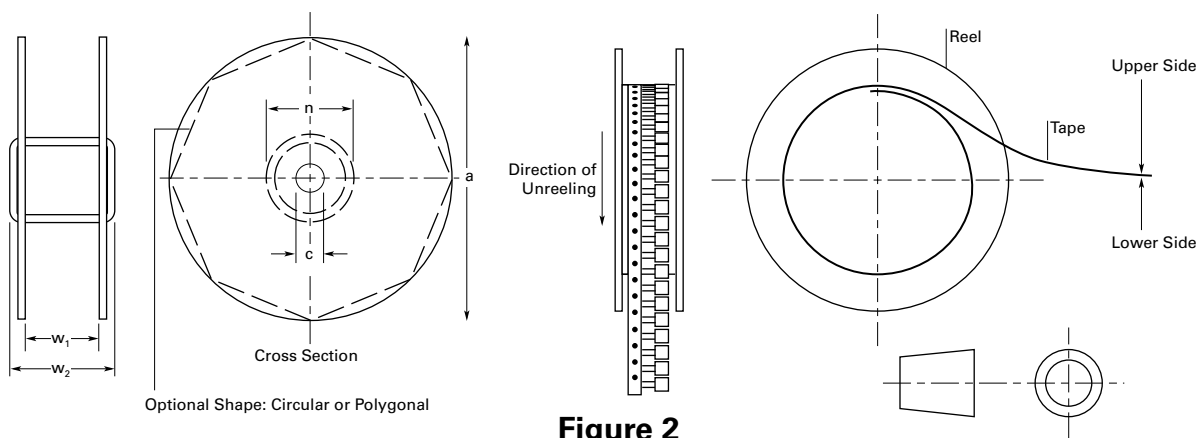 n
a
c
w₁
w₂
Cross Section
Optional Shape: Circular or Polygonal
Direction of
Unreeling
Reel
Tape
Upper Side
Lower Side
Figure 2